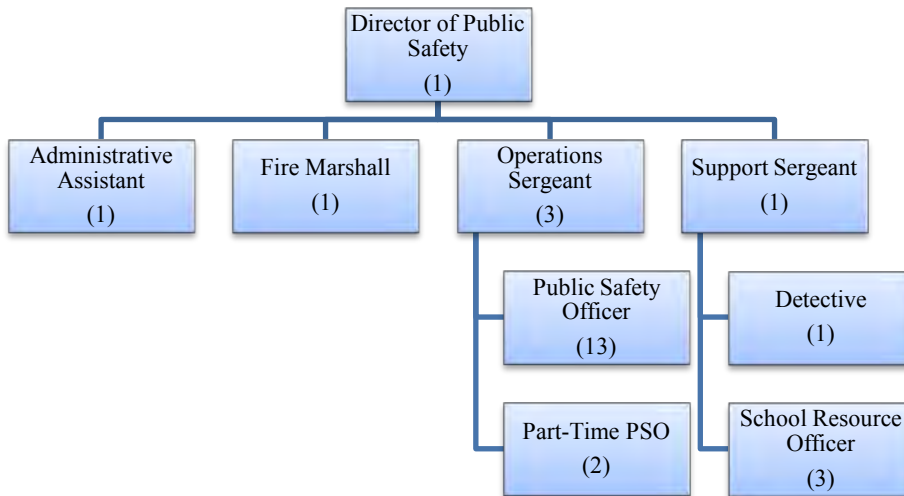 Director of Public
Safety
(1)
Administrative
Assistant
(1)
Fire Marshall
(1)
Operations
Sergeant
(3)
Support Sergeant
(1)
Public Safety
Officer
(13)
Detective
(1)
Part-Time PSO
(2)
School Resource
Officer
(3)